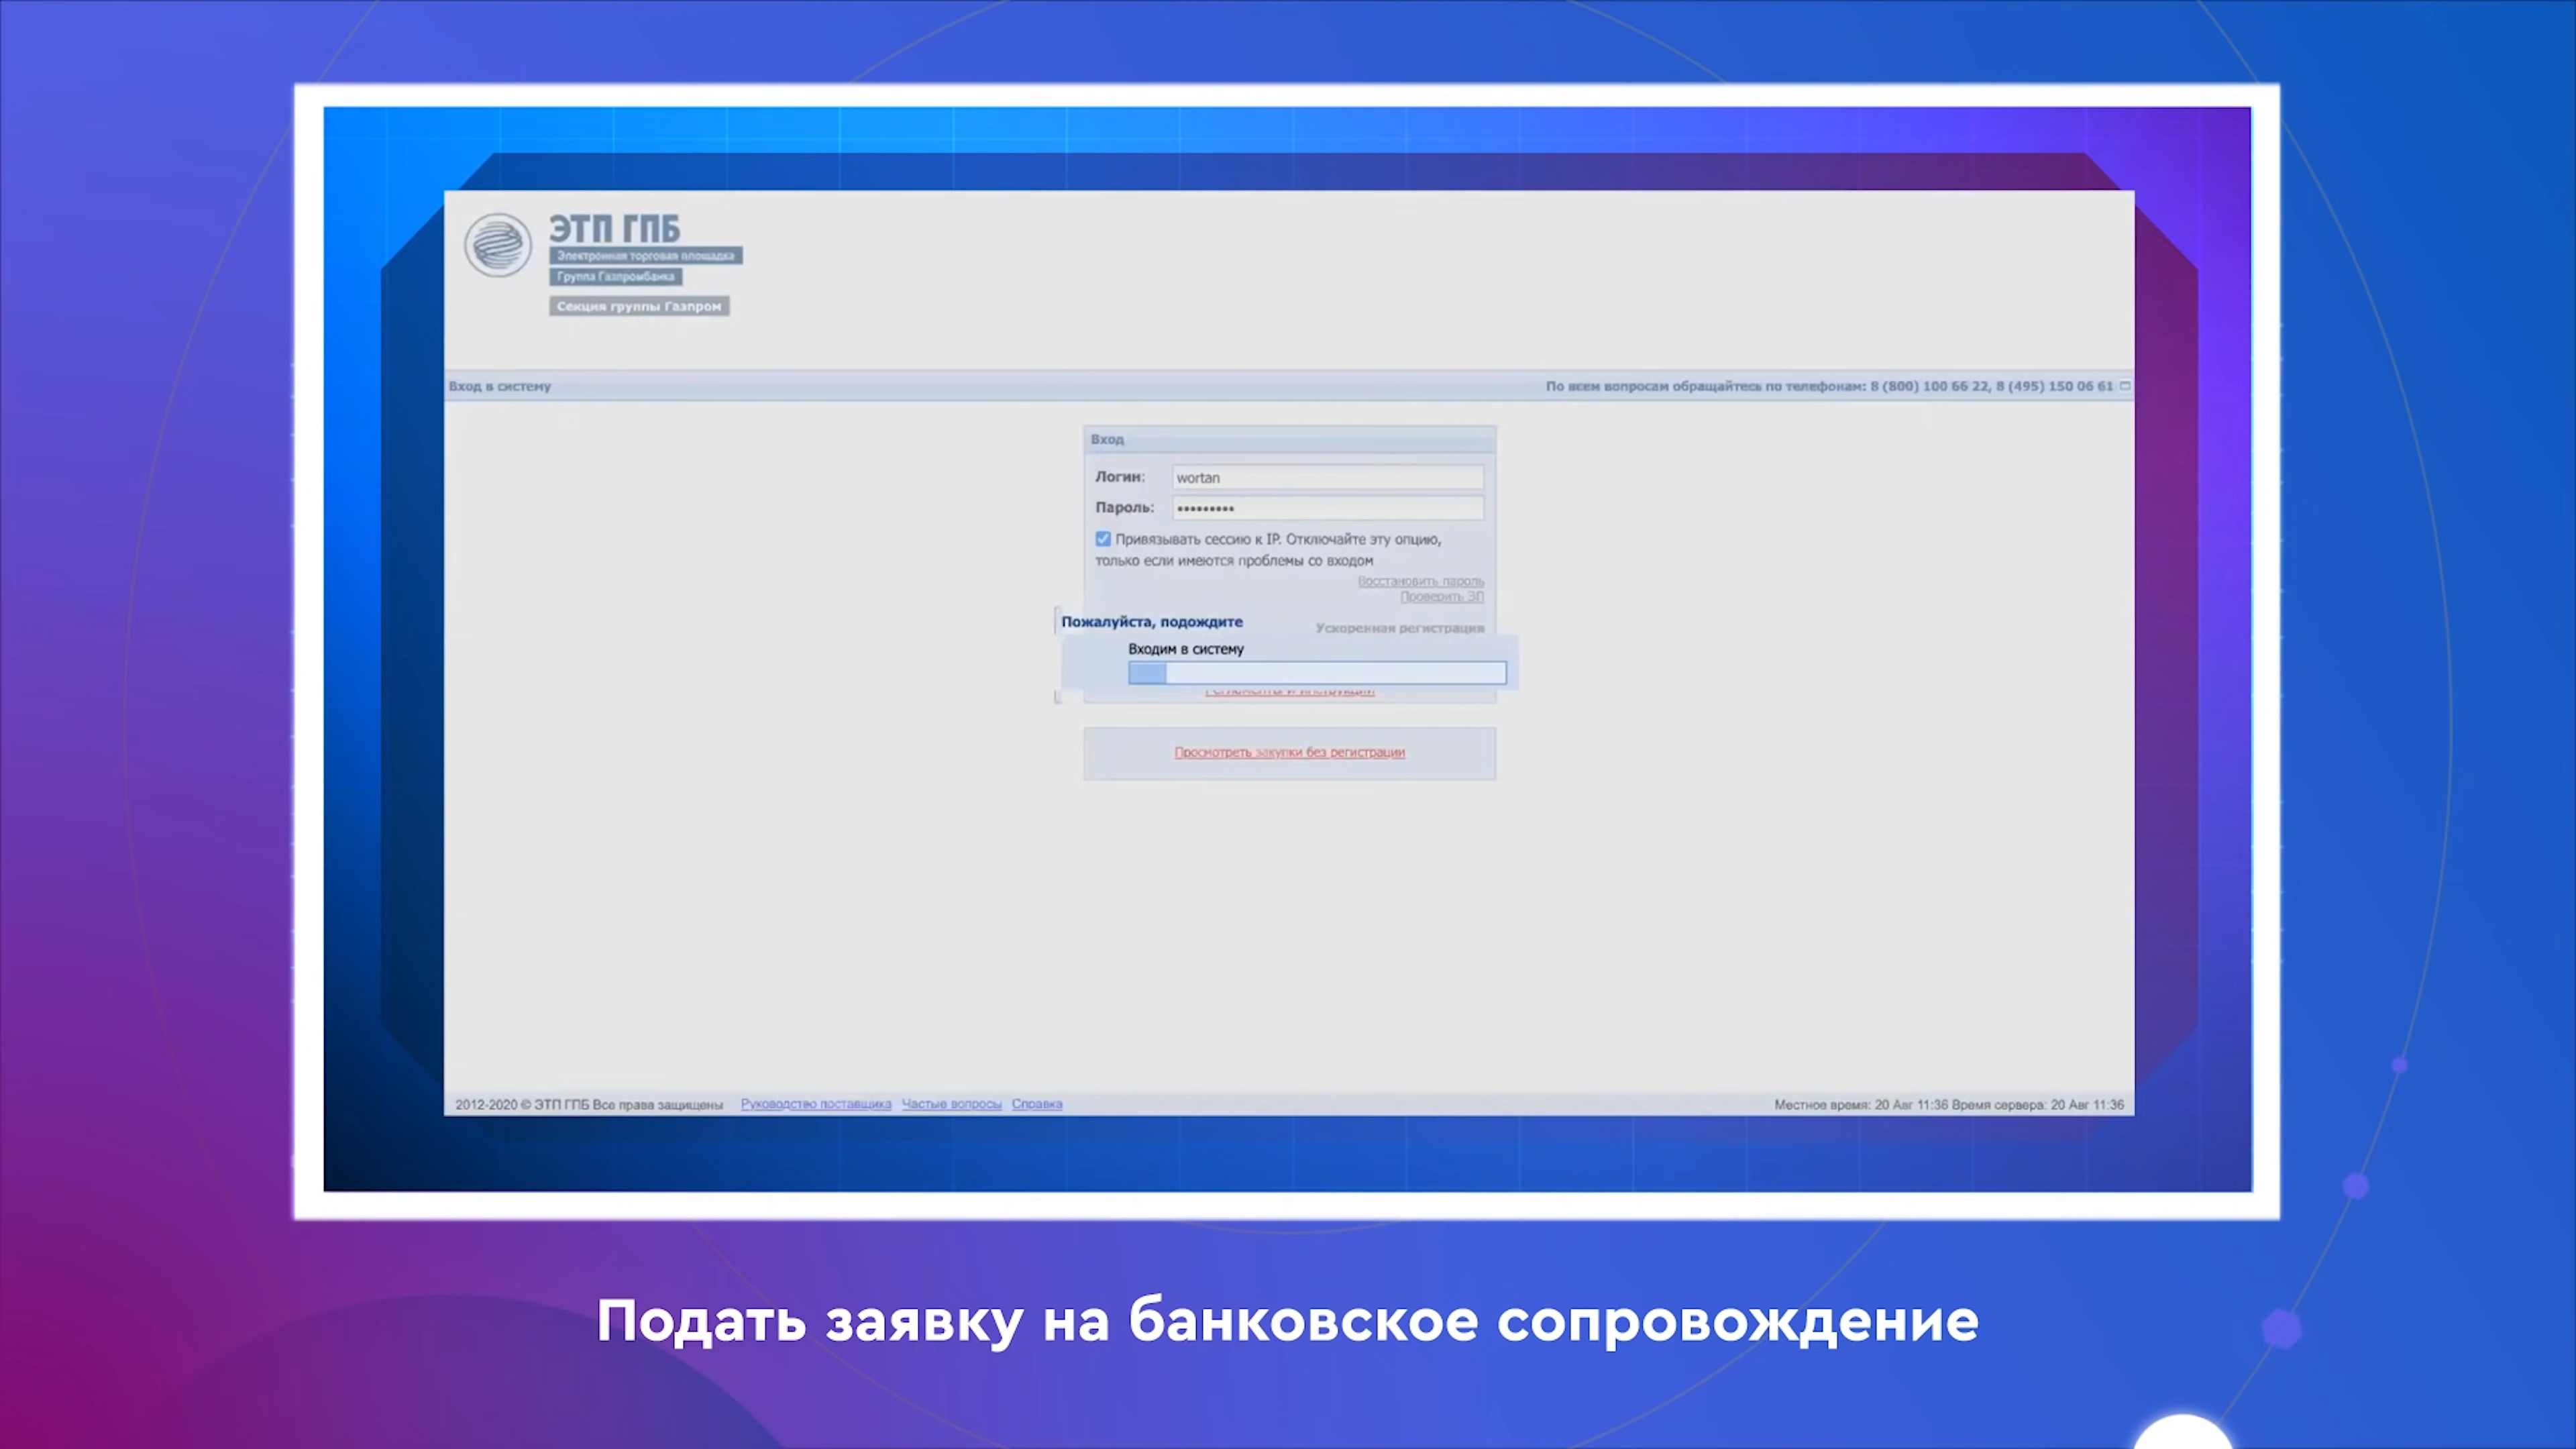 ЭТП ГПБ
Электронная торговая площадка
Группа Газпромбанка
Секция группы Газпром
Вход в систему
По всем вопросам обращайтесь по телефонам: 8 (800) 100 66 22, 8 (495) 150 06 61
Вход
Логин: wortan
Пароль: •••••••••
Привязывать сессию к IP. Отключайте эту опцию,
только если имеются проблемы со входом
Восстановить пароль
Проверить ЭП
Пожалуйста, подождите
Ускоренная регистрация
Входим в систему
Регламенты и инструкции
Просмотреть закупки без регистрации
2012-2020 © ЭТП ГПБ Все права защищены Руководство поставщика Частые вопросы Справка
Местное время: 20 Авг 11:36 Время сервера: 20 Авг 11:36
Подать заявку на банковское сопровождение